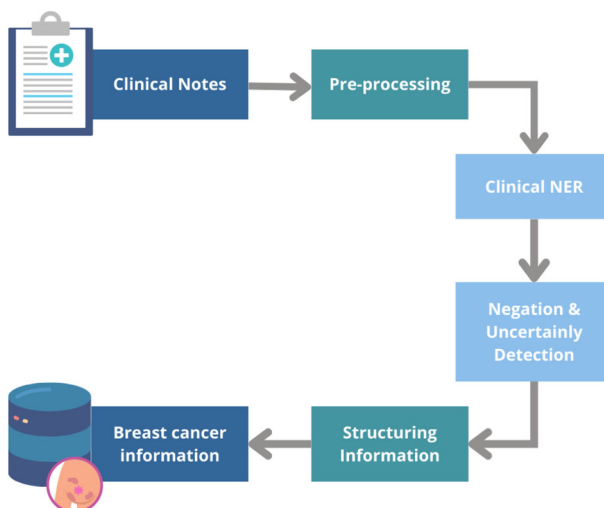 Clinical Notes
Pre-processing
Clinical NER
Negation &
Uncertainly
Detection
Structuring
Information
Breast cancer
information